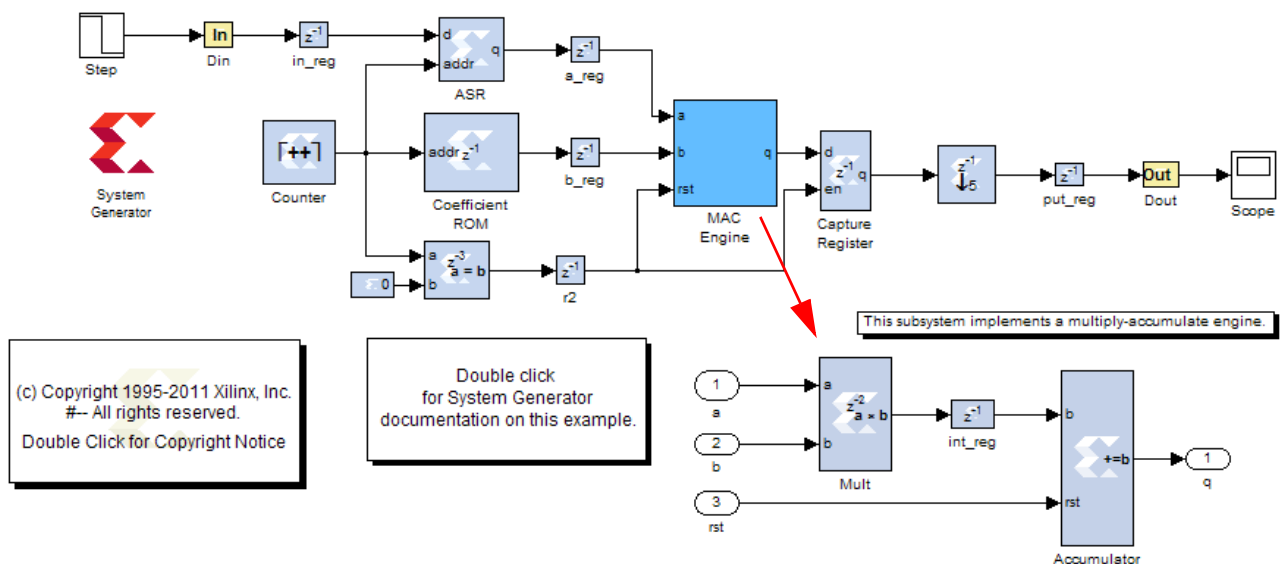 Step
In
Din
z-1
in_reg
d
addr
q
ASR
z-1
a_reg
System
Generator
++
Counter
addr z-1
Coefficient
ROM
z-1
b_reg
a
b
rst
q
MAC
Engine
d
en
z-1 q
Capture
Register
z-1
↓5
z-1
put_reg
Out
Dout
Scope
0
a
b
z-3
a = b
z-1
r2
This subsystem implements a multiply-accumulate engine.
(c) Copyright 1995-2011 Xilinx, Inc.
#-- All rights reserved.
Double Click for Copyright Notice
Double click
for System Generator
documentation on this example.
1
a
2
b
3
rst
a
b
z-2
a × b
Mult
z-1
int_reg
b
rst
+=b
Accumulator
1
q